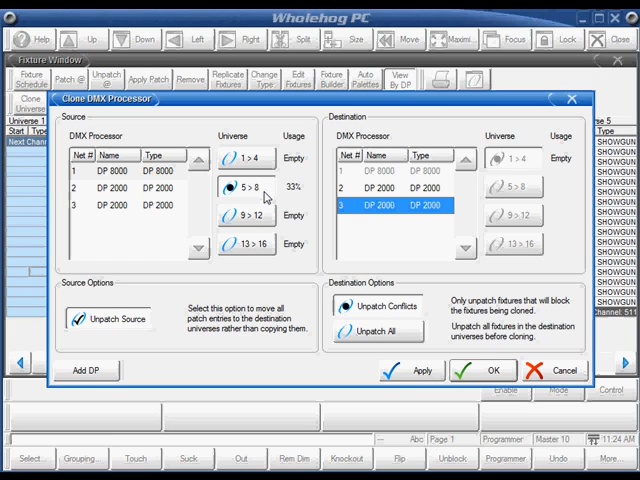 Wholehog PC
Help Up Down Left Right Split Size Move Maximi... Focus Lock Close
Fixture Window
Fixture Schedule Patch @ Unpatch @ Apply Patch Remove Replicate Fixtures Change Type Edit Fixtures Fixture Builder Auto Palettes View By DP
Clone Universe
Universe 1
Universe 5
Start Type
Next Chann
Clone DMX Processor
Source
DMX Processor Universe Usage
Net # Name Type
1 DP 8000 DP 8000
2 DP 2000 DP 2000
3 DP 2000 DP 2000
1 > 4 Empty
5 > 8 33%
9 > 12 Empty
13 > 16 Empty
Destination
DMX Processor Universe Usage
Net # Name Type
1 DP 8000 DP 8000
2 DP 2000 DP 2000
3 DP 2000 DP 2000
1 > 4 Empty
5 > 8
9 > 12
13 > 16
Source Options
Unpatch Source
Select this option to move all
patch entries to the destination
universes rather than copying them.
Destination Options
Unpatch Conflicts
Only unpatch fixtures that will block
the fixtures being cloned.
Unpatch All
Unpatch all fixtures in the destination
universes before cloning.
Add DP Apply OK Cancel
SHOWGUN
SHOWGUN
SHOWGUN
SHOWGUN
SHOWGUN
SHOWGUN
SHOWGUN
SHOWGUN
SHOWGUN
SHOWGUN
Channel: 511
Enable Mode Control
Abc Page 1 Programmer Master 10 11:24 AM
Select... Grouping... Touch Suck Out Rem Dim Knockout Flip Unblock Programmer Undo More...